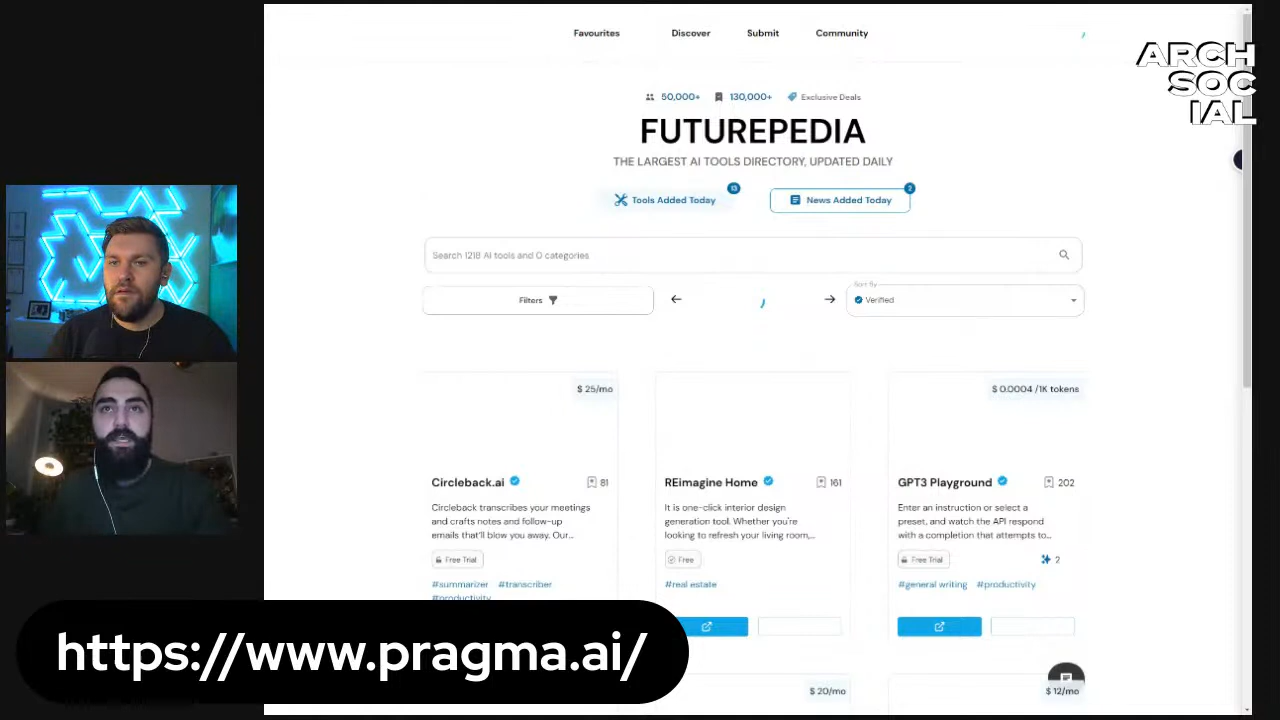 Favourites Discover Submit Community
ARCH
SOC
IAL
50,000+ 130,000+ Exclusive Deals
FUTUREPEDIA
THE LARGEST AI TOOLS DIRECTORY, UPDATED DAILY
Tools Added Today 13 News Added Today 2
Search 1218 AI tools and 0 categories
Filters
Sort By
Verified
$ 25/mo
$ 0.0004 /1K tokens
Circleback.ai 81
Circleback transcribes your meetings
and crafts notes and follow-up
emails that'll blow you away. Our...
Free Trial
#summarizer #transcriber
#productivity
REimagine Home 161
It is one-click interior design
generation tool. Whether you're
looking to refresh your living room,...
Free
#real estate
GPT3 Playground 202
Enter an instruction or select a
preset, and watch the API respond
with a completion that attempts to...
Free Trial 2
#general writing #productivity
https://www.pragma.ai/
$ 20/mo
$ 12/mo